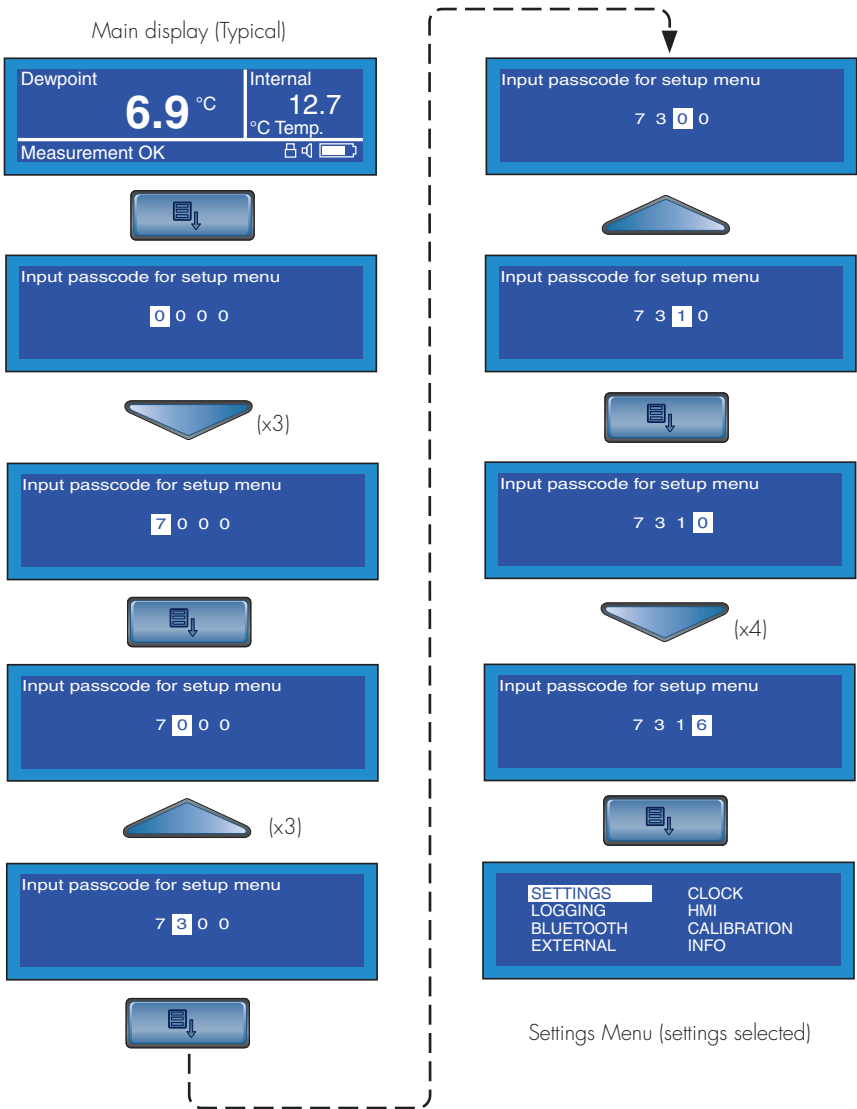 Main display (Typical)
Dewpoint
6.9 °C
Internal
12.7
°C Temp.
Measurement OK
Input passcode for setup menu
0 0 0 0
(x3)
Input passcode for setup menu
7 0 0 0
Input passcode for setup menu
7 0 0 0
(x3)
Input passcode for setup menu
7 3 0 0
Input passcode for setup menu
7 3 0 0
Input passcode for setup menu
7 3 1 0
Input passcode for setup menu
7 3 1 0
(x4)
Input passcode for setup menu
7 3 1 6
SETTINGS CLOCK
LOGGING HMI
BLUETOOTH CALIBRATION
EXTERNAL INFO
Settings Menu (settings selected)